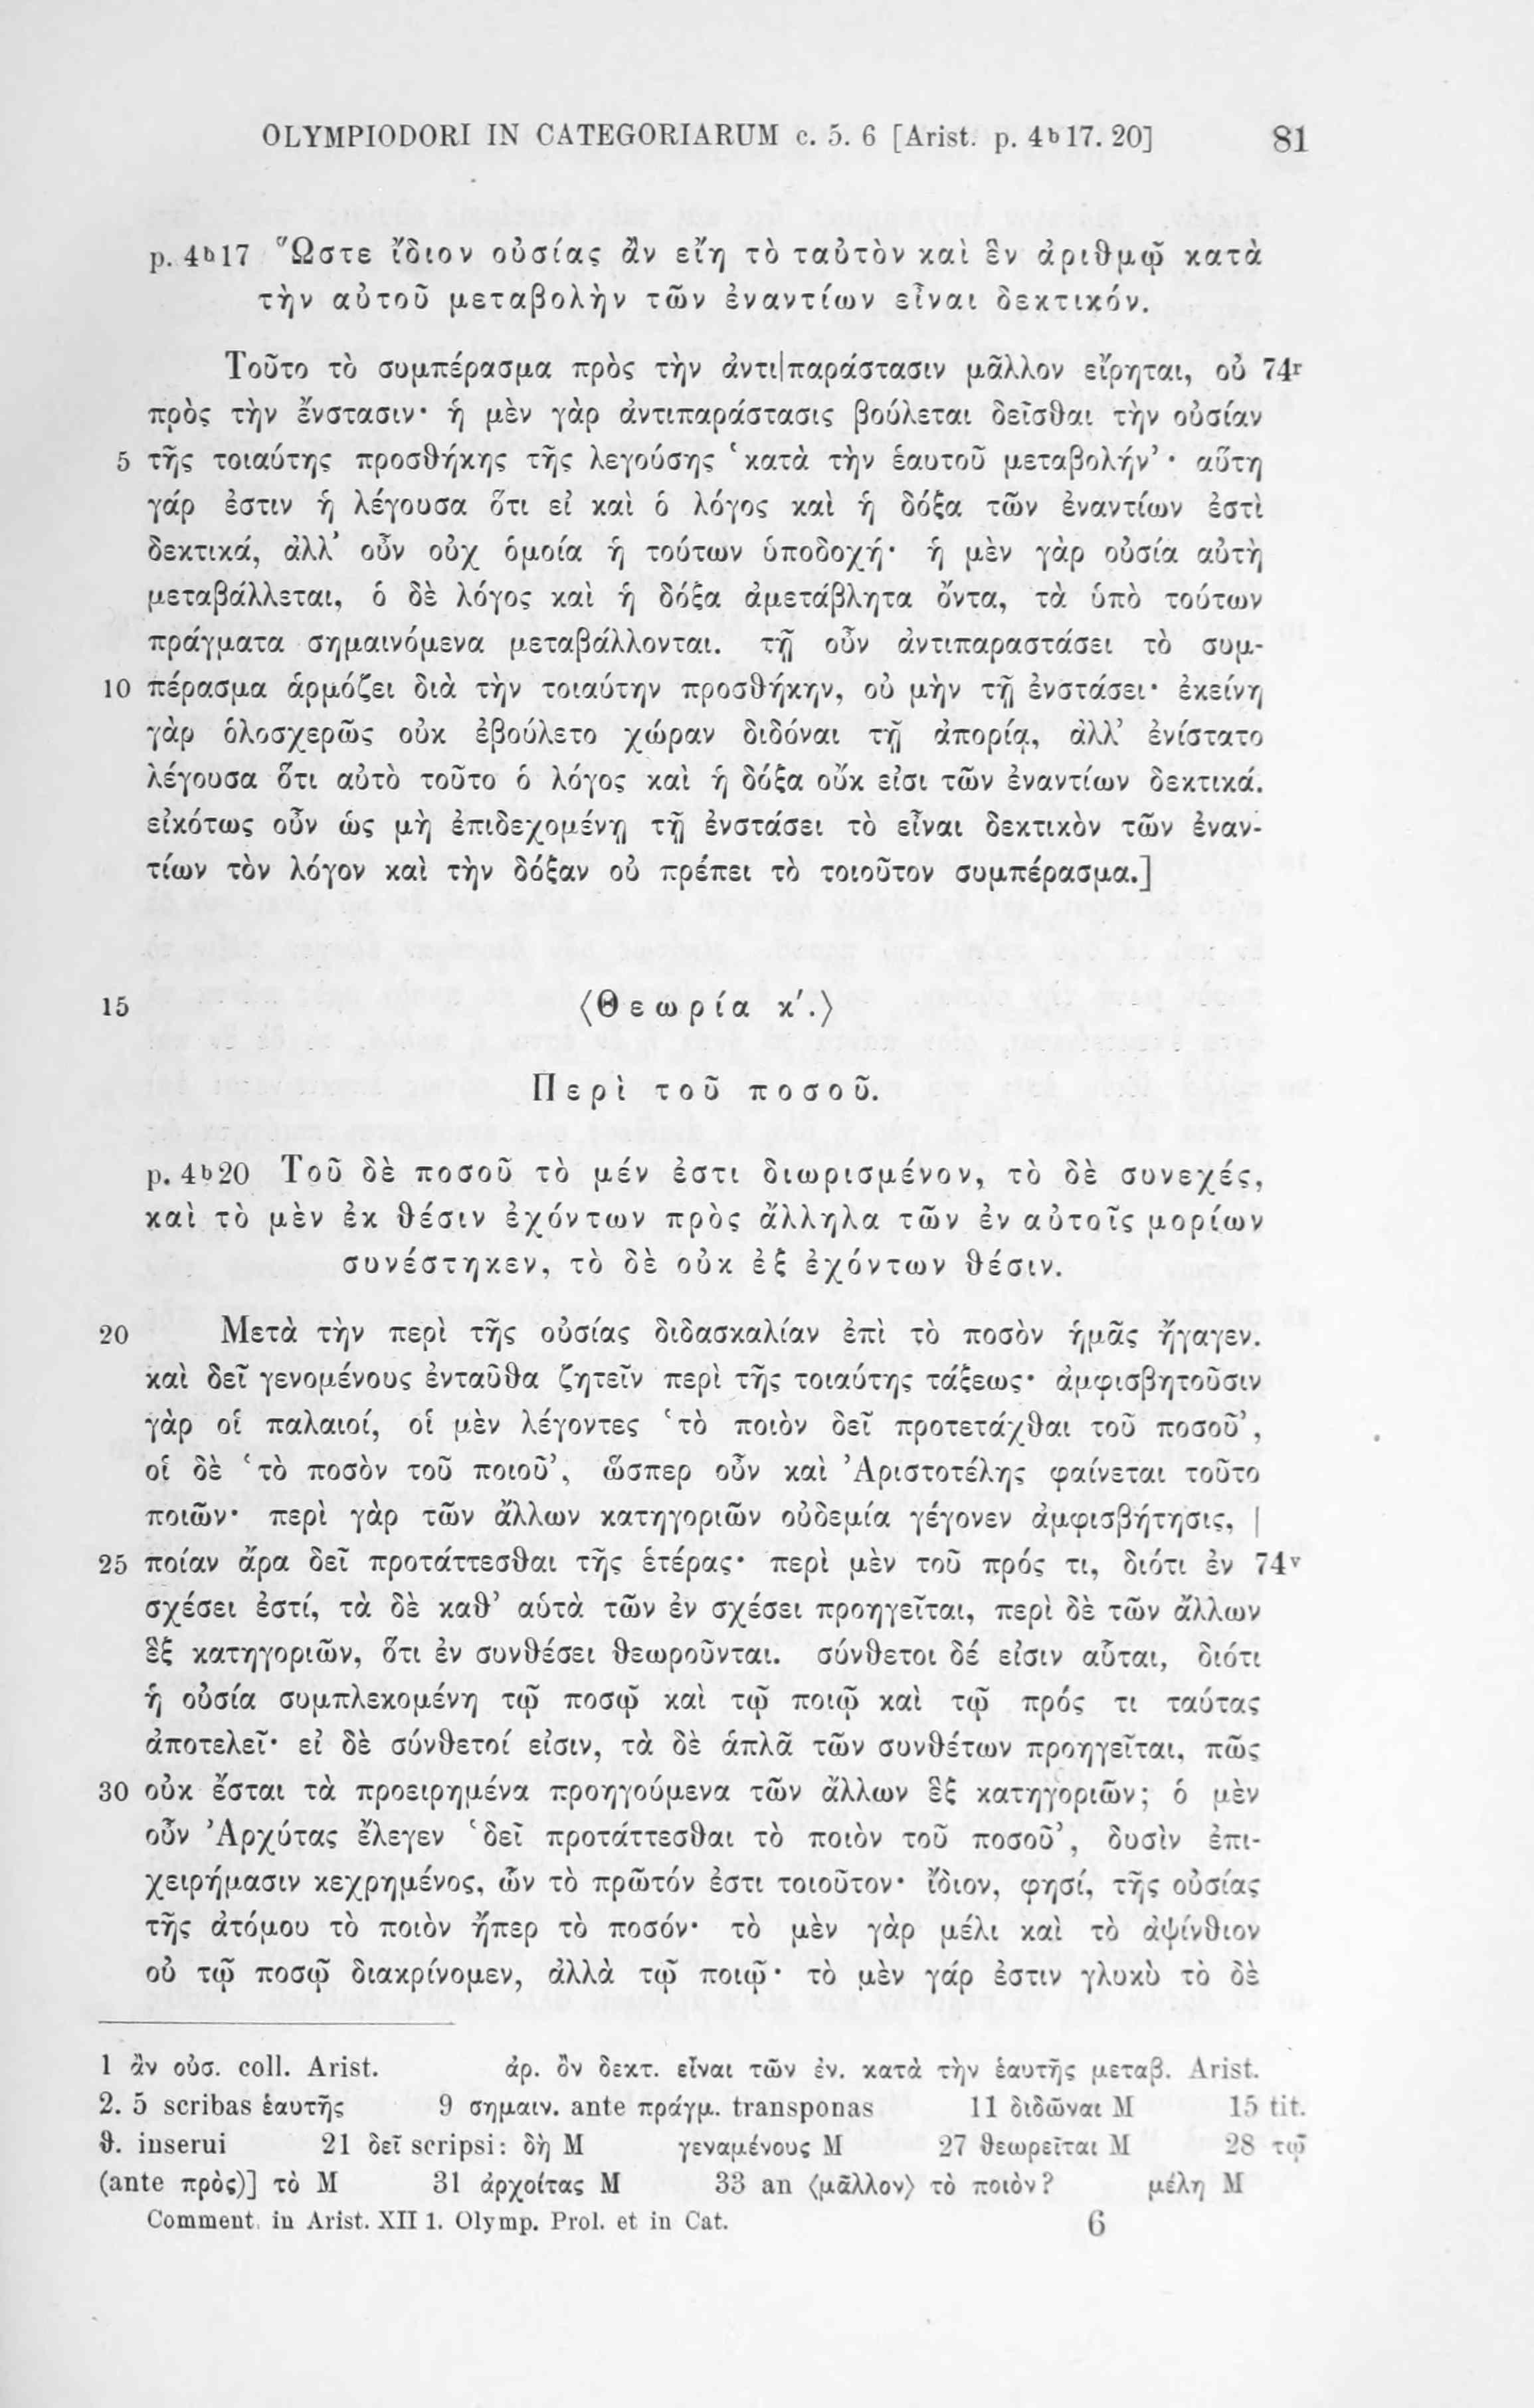 OLYMPIODORI IN CATEGORIARUM c. 5. 6 [Arist. p. 4b17. 20] 81
p. 4b17 Ὥστε ἴδιον οὐσίας ἂν εἴη τὸ ταὐτὸν καὶ ἓν ἀριθμῷ κατὰ
τὴν αὐτοῦ μεταβολὴν τῶν ἐναντίων εἶναι δεκτικόν.
Τοῦτο τὸ συμπέρασμα πρὸς τὴν ἀντι|παράστασιν μᾶλλον εἴρηται, οὐ 74r
πρὸς τὴν ἔνστασιν· ἡ μὲν γὰρ ἀντιπαράστασις βούλεται δεῖσθαι τὴν οὐσίαν
5 τῆς τοιαύτης προσθήκης τῆς λεγούσης ‘κατὰ τὴν ἑαυτοῦ μεταβολήν’· αὕτη
γάρ ἐστιν ἡ λέγουσα ὅτι εἰ καὶ ὁ λόγος καὶ ἡ δόξα τῶν ἐναντίων ἐστὶ
δεκτικά, ἀλλ’ οὖν οὐχ ὁμοία ἡ τούτων ὑποδοχή· ἡ μὲν γὰρ οὐσία αὐτὴ
μεταβάλλεται, ὁ δὲ λόγος καὶ ἡ δόξα ἀμετάβλητα ὄντα, τὰ ὑπὸ τούτων
πράγματα σημαινόμενα μεταβάλλονται. τῇ οὖν ἀντιπαραστάσει τὸ συμ-
10 πέρασμα ἁρμόζει διὰ τὴν τοιαύτην προσθήκην, οὐ μὴν τῇ ἐνστάσει· ἐκείνη
γὰρ ὁλοσχερῶς οὐκ ἐβούλετο χώραν διδόναι τῇ ἀπορίᾳ, ἀλλ’ ἐνίστατο
λέγουσα ὅτι αὐτὸ τοῦτο ὁ λόγος καὶ ἡ δόξα οὔκ εἰσι τῶν ἐναντίων δεκτικά.
εἰκότως οὖν ὡς μὴ ἐπιδεχομένῃ τῇ ἐνστάσει τὸ εἶναι δεκτικὸν τῶν ἐναν-
τίων τὸν λόγον καὶ τὴν δόξαν οὐ πρέπει τὸ τοιοῦτον συμπέρασμα.]
15 ⟨Θεωρία κʹ.⟩
Περὶ τοῦ ποσοῦ.
p. 4b20 Τοῦ δὲ ποσοῦ τὸ μέν ἐστι διωρισμένον, τὸ δὲ συνεχές,
καὶ τὸ μὲν ἐκ θέσιν ἐχόντων πρὸς ἄλληλα τῶν ἐν αὐτοῖς μορίων
συνέστηκεν, τὸ δὲ οὐκ ἐξ ἐχόντων θέσιν.
20 Μετὰ τὴν περὶ τῆς οὐσίας διδασκαλίαν ἐπὶ τὸ ποσὸν ἡμᾶς ἤγαγεν.
καὶ δεῖ γενομένους ἐνταῦθα ζητεῖν περὶ τῆς τοιαύτης τάξεως· ἀμφισβητοῦσιν
γὰρ οἱ παλαιοί, οἱ μὲν λέγοντες ‘τὸ ποιὸν δεῖ προτετάχθαι τοῦ ποσοῦ’,
οἱ δὲ ‘τὸ ποσὸν τοῦ ποιοῦ’, ὥσπερ οὖν καὶ Ἀριστοτέλης φαίνεται τοῦτο
ποιῶν· περὶ γὰρ τῶν ἄλλων κατηγοριῶν οὐδεμία γέγονεν ἀμφισβήτησις, |
25 ποίαν ἄρα δεῖ προτάττεσθαι τῆς ἑτέρας· περὶ μὲν τοῦ πρός τι, διότι ἐν 74v
σχέσει ἐστί, τὰ δὲ καθ’ αὑτὰ τῶν ἐν σχέσει προηγεῖται, περὶ δὲ τῶν ἄλλων
ἓξ κατηγοριῶν, ὅτι ἐν συνθέσει θεωροῦνται. σύνθετοι δέ εἰσιν αὗται, διότι
ἡ οὐσία συμπλεκομένη τῷ ποσῷ καὶ τῷ ποιῷ καὶ τῷ πρός τι ταύτας
ἀποτελεῖ· εἰ δὲ σύνθετοί εἰσιν, τὰ δὲ ἁπλᾶ τῶν συνθέτων προηγεῖται, πῶς
30 οὐκ ἔσται τὰ προειρημένα προηγούμενα τῶν ἄλλων ἓξ κατηγοριῶν; ὁ μὲν
οὖν Ἀρχύτας ἔλεγεν ‘δεῖ προτάττεσθαι τὸ ποιὸν τοῦ ποσοῦ’, δυσὶν ἐπι-
χειρήμασιν κεχρημένος, ὧν τὸ πρῶτόν ἐστι τοιοῦτον· ἴδιον, φησί, τῆς οὐσίας
τῆς ἀτόμου τὸ ποιὸν ἤπερ τὸ ποσόν· τὸ μὲν γὰρ μέλι καὶ τὸ ἀψίνθιον
οὐ τῷ ποσῷ διακρίνομεν, ἀλλὰ τῷ ποιῷ· τὸ μὲν γάρ ἐστιν γλυκὺ τὸ δὲ
1 ἂν οὐσ. coll. Arist. ἀρ. ὂν δεκτ. εἶναι τῶν ἐν. κατὰ τὴν ἑαυτῆς μεταβ. Arist.
2. 5 scribas ἑαυτῆς 9 σημαιν. ante πράγμ. transponas 11 διδῶναι M 15 tit.
θ. inserui 21 δεῖ scripsi: δὴ M γεναμένους M 27 θεωρεῖται M 28 τῷ
(ante πρὸς)] τὸ M 31 ἀρχοίτας M 33 an ⟨μᾶλλον⟩ τὸ ποιὸν? μέλη M
Comment. in Arist. XII 1. Olymp. Prol. et in Cat. 6